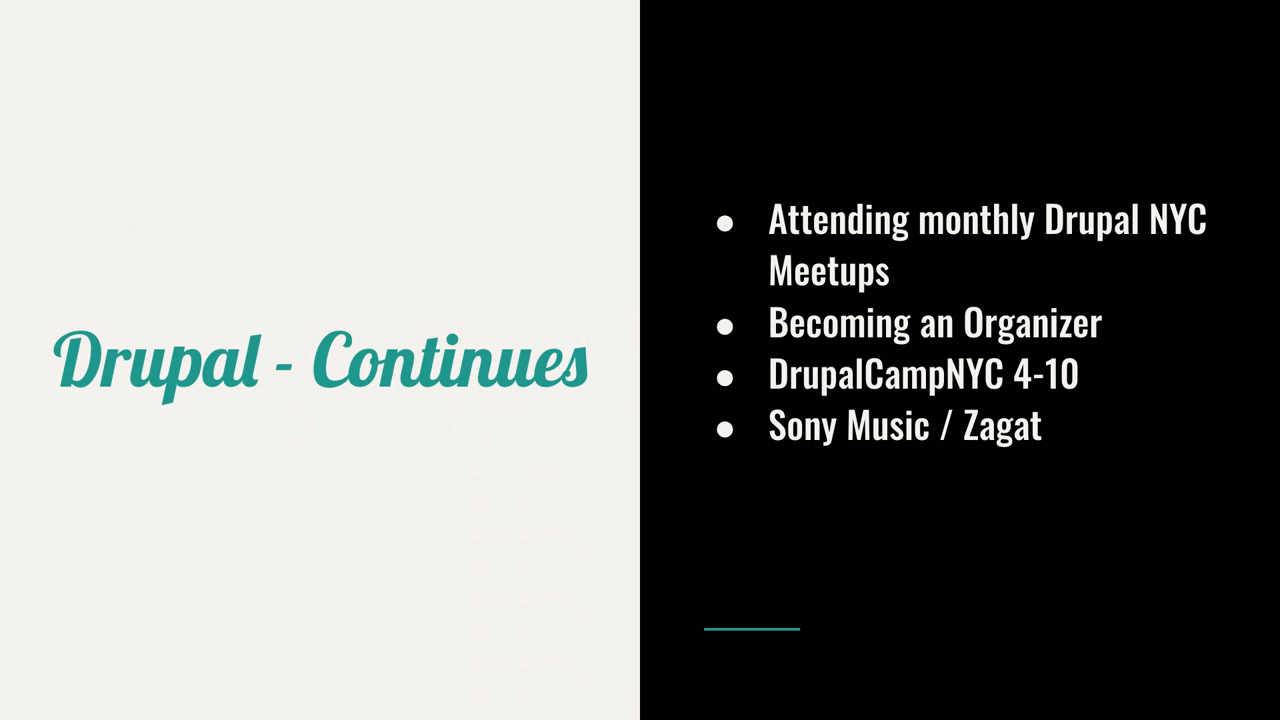 Drupal - Continues
● Attending monthly Drupal NYC
Meetups
● Becoming an Organizer
● DrupalCampNYC 4-10
● Sony Music / Zagat